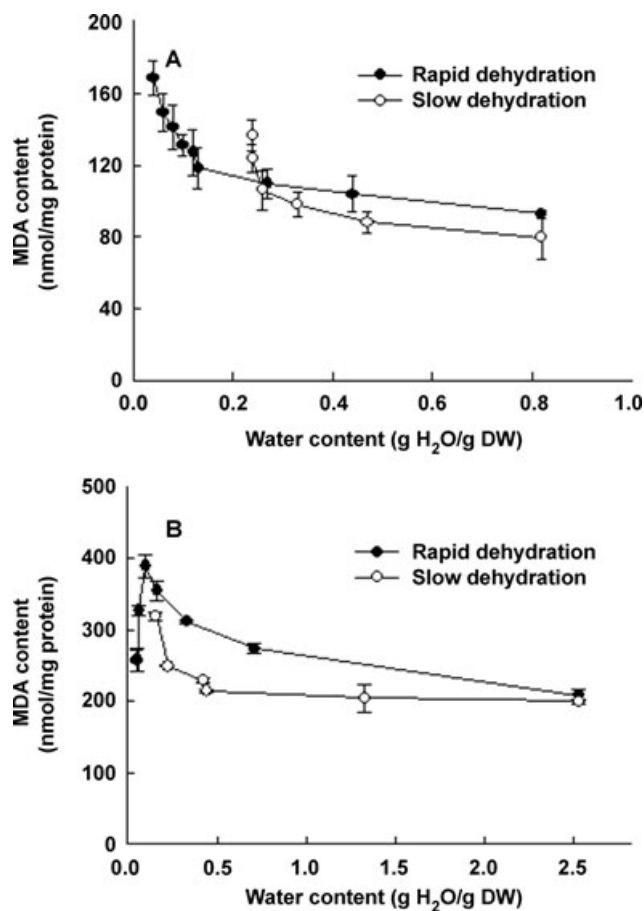 200
A
Rapid dehydration
Slow dehydration
160
120
80
40
0
MDA content
(nmol/mg protein)
0.0 0.2 0.4 0.6 0.8 1.0
Water content (g H₂O/g DW)
500
B
Rapid dehydration
Slow dehydration
400
300
200
100
0
MDA content
(nmol/mg protein)
0.0 0.5 1.0 1.5 2.0 2.5
Water content (g H₂O/g DW)